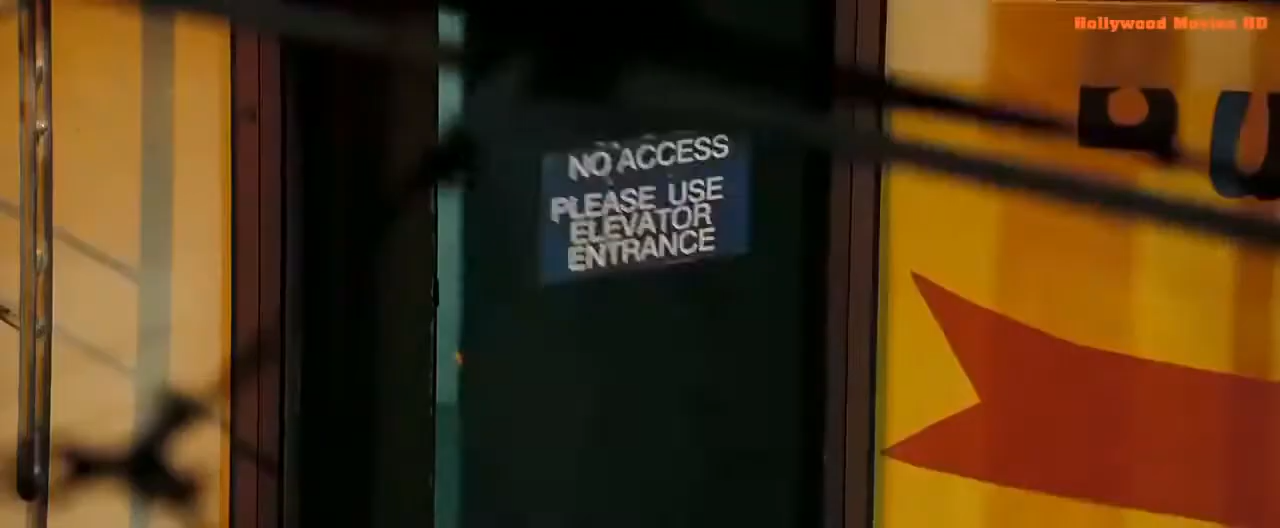 Hollywood Movies HD
NO ACCESS
PLEASE USE
ELEVATOR
ENTRANCE